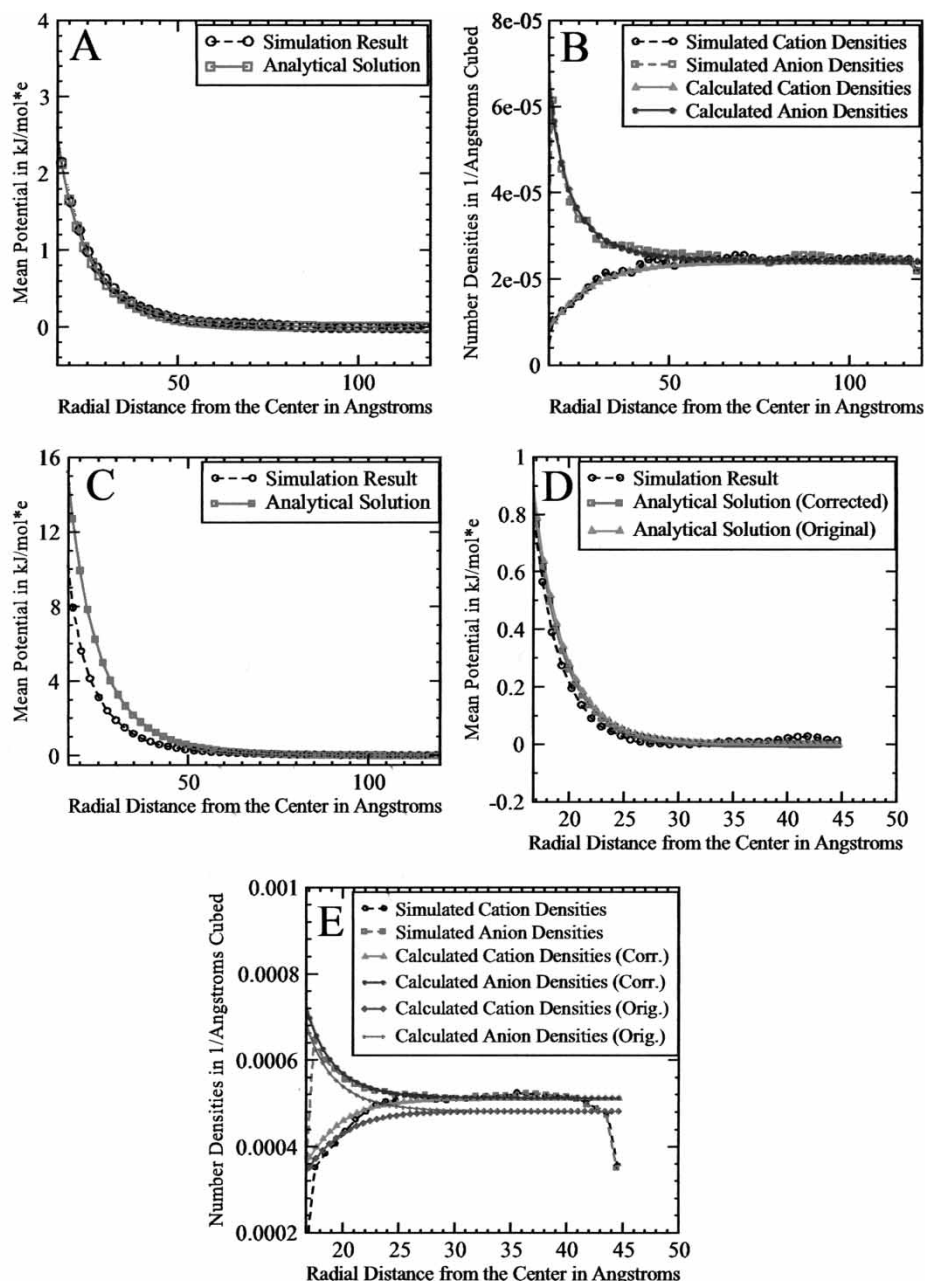 A
Simulation Result
Analytical Solution
Mean Potential in kJ/mol*e
4
3
2
1
0
50
100
Radial Distance from the Center in Angstroms
B
Simulated Cation Densities
Simulated Anion Densities
Calculated Cation Densities
Calculated Anion Densities
Number Densities in 1/Angstroms Cubed
8e-05
6e-05
4e-05
2e-05
0
50
100
Radial Distance from the Center in Angstroms
C
Simulation Result
Analytical Solution
Mean Potential in kJ/mol*e
16
12
8
4
0
50
100
Radial Distance from the Center in Angstroms
D
Simulation Result
Analytical Solution (Corrected)
Analytical Solution (Original)
Mean Potential in kJ/mol*e
1
0.8
0.6
0.4
0.2
0
-0.2
20
25
30
35
40
45
50
Radial Distance from the Center in Angstroms
E
Simulated Cation Densities
Simulated Anion Densities
Calculated Cation Densities (Corr.)
Calculated Anion Densities (Corr.)
Calculated Cation Densities (Orig.)
Calculated Anion Densities (Orig.)
Number Densities in 1/Angstroms Cubed
0.001
0.0008
0.0006
0.0004
0.0002
20
25
30
35
40
45
50
Radial Distance from the Center in Angstroms